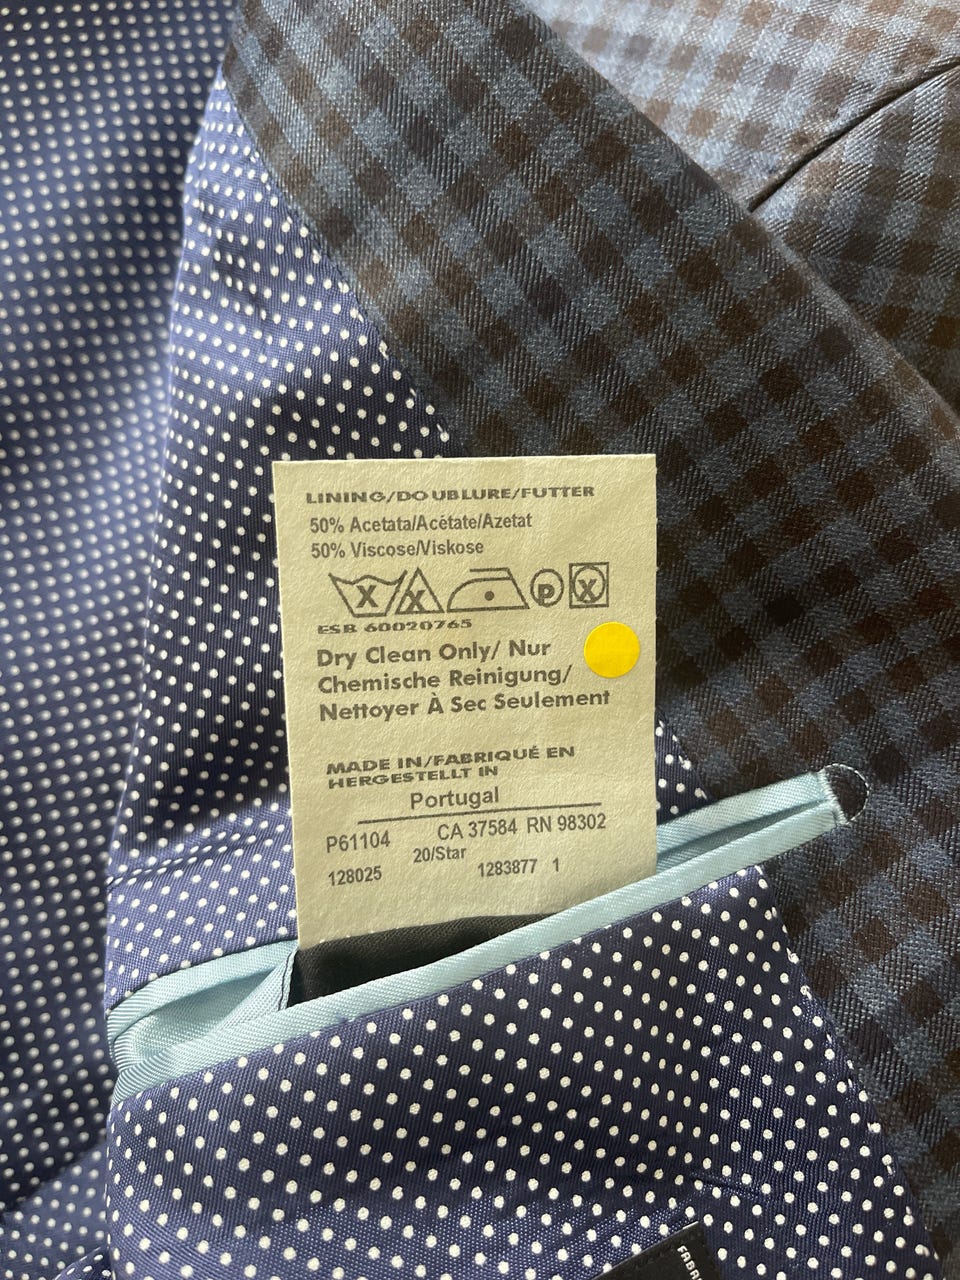 LINING/DOUBLURE/FUTTER
50% Acetata/Acétate/Azetat
50% Viscose/Viskose
P
ESB 60020765
Dry Clean Only/ Nur
Chemische Reinigung/
Nettoyer À Sec Seulement
MADE IN/FABRIQUÉ EN
HERGESTELLT IN
Portugal
P61104 CA 37584 RN 98302
20/Star
128025 1283877 1